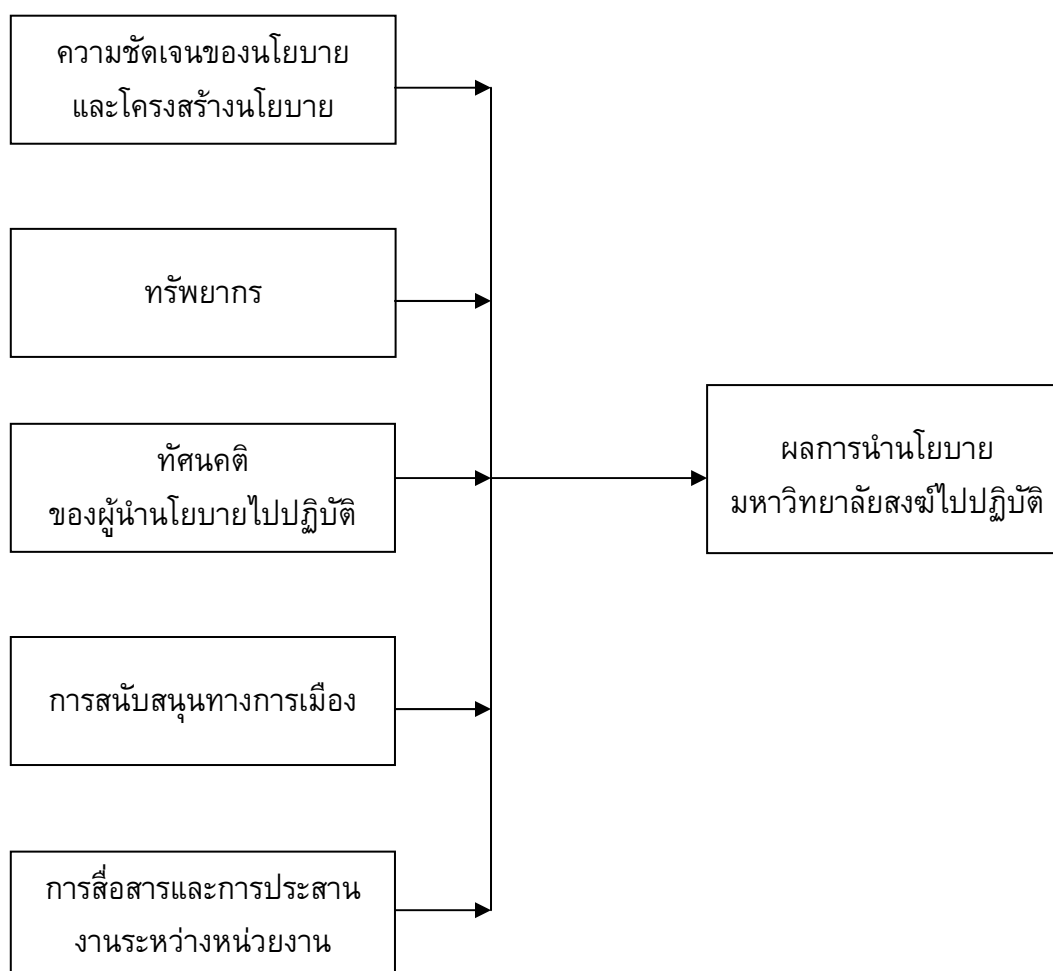 ความชัดเจนของนโยบาย
และโครงสร้างนโยบาย
ทรัพยากร
ทัศนคติ
ของผู้นำนโยบายไปปฏิบัติ
ผลการนำนโยบาย
มหาวิทยาลัยสงฆ์ไปปฏิบัติ
การสนับสนุนทางการเมือง
การสื่อสารและการประสาน
งานระหว่างหน่วยงาน